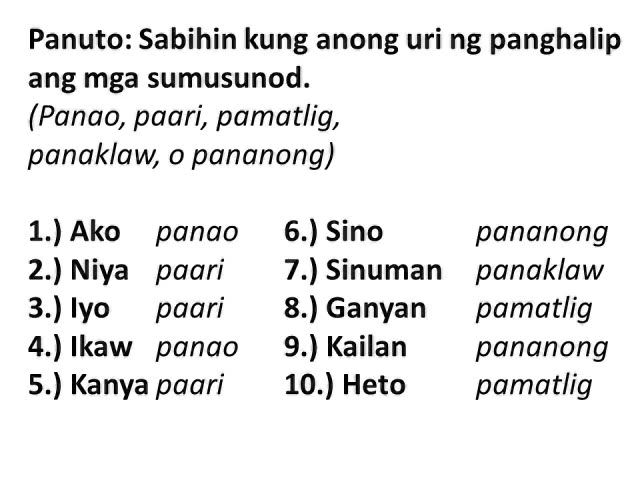 Panuto: Sabihin kung anong uri ng panghalip
ang mga sumusunod.
(Panao, paari, pamatlig,
panaklaw, o pananong)
1.) Ako panao 6.) Sino pananong
2.) Niya paari 7.) Sinuman panaklaw
3.) Iyo paari 8.) Ganyan pamatlig
4.) Ikaw panao 9.) Kailan pananong
5.) Kanya paari 10.) Heto pamatlig